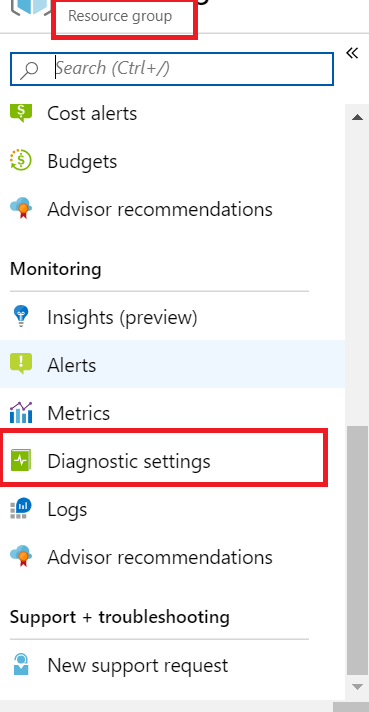 Resource group
Search (Ctrl+/)
Cost alerts
Budgets
Advisor recommendations
Monitoring
Insights (preview)
Alerts
Metrics
Diagnostic settings
Logs
Advisor recommendations
Support + troubleshooting
New support request